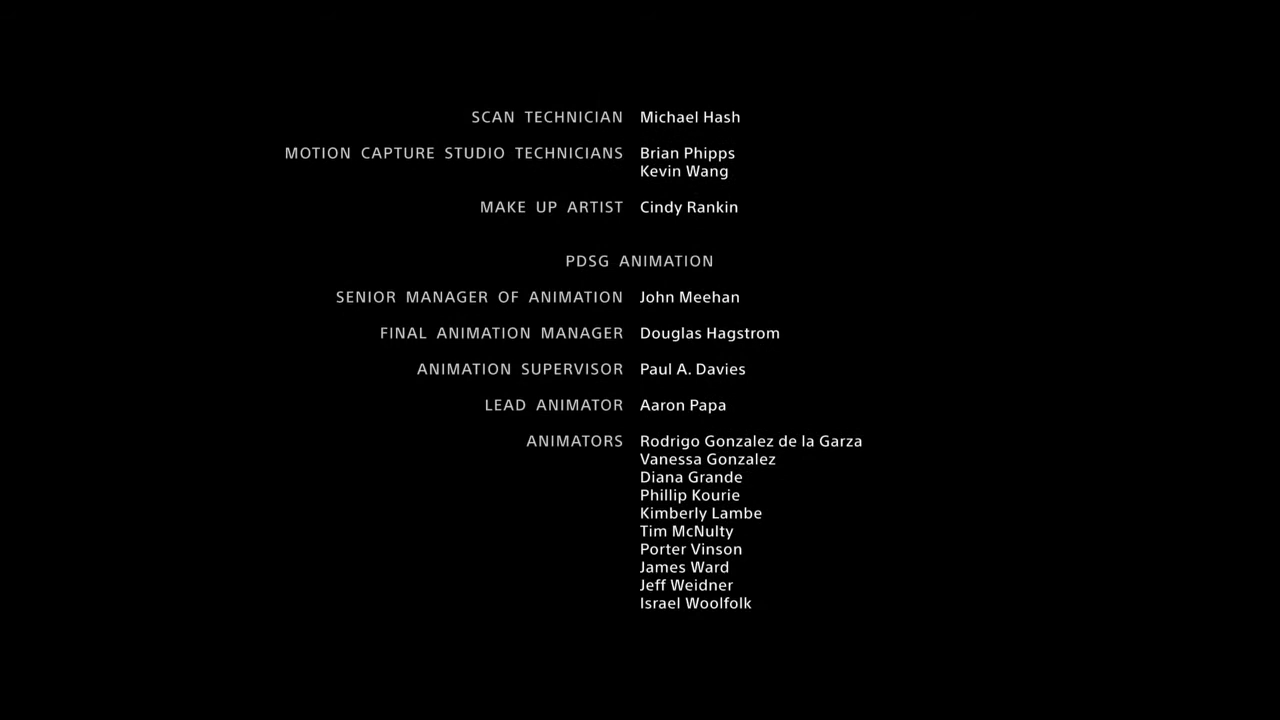 SCAN TECHNICIAN Michael Hash
MOTION CAPTURE STUDIO TECHNICIANS Brian Phipps
Kevin Wang
MAKE UP ARTIST Cindy Rankin
PDSG ANIMATION
SENIOR MANAGER OF ANIMATION John Meehan
FINAL ANIMATION MANAGER Douglas Hagstrom
ANIMATION SUPERVISOR Paul A. Davies
LEAD ANIMATOR Aaron Papa
ANIMATORS Rodrigo Gonzalez de la Garza
Vanessa Gonzalez
Diana Grande
Phillip Kourie
Kimberly Lambe
Tim McNulty
Porter Vinson
James Ward
Jeff Weidner
Israel Woolfolk